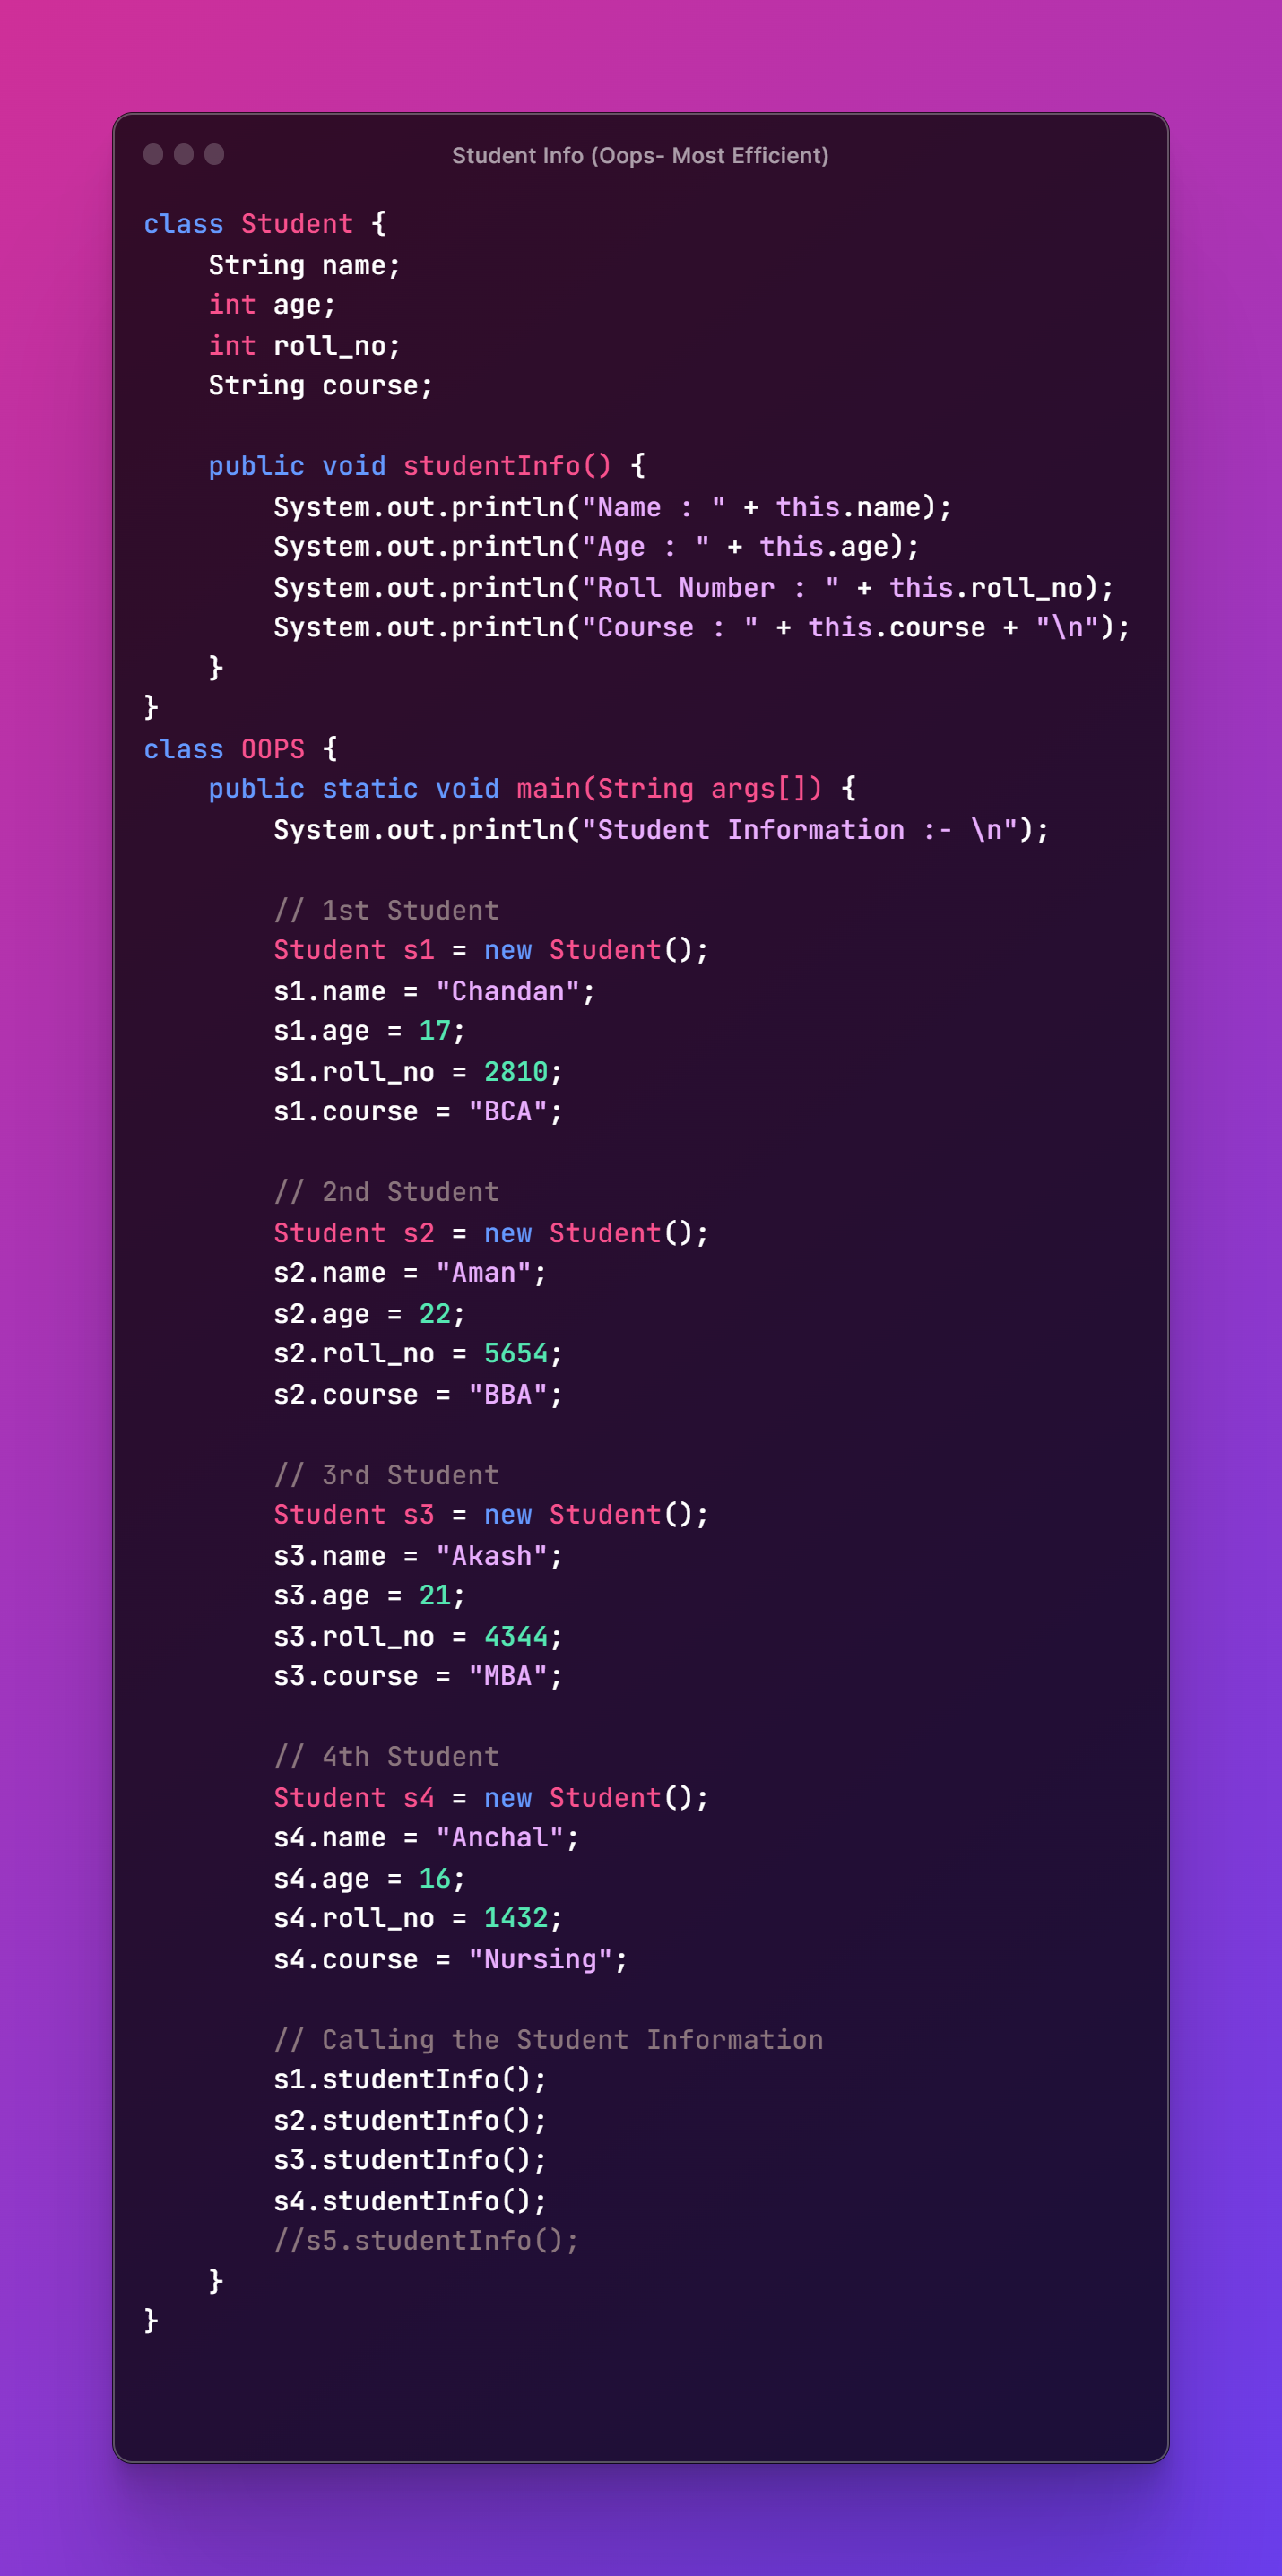 Student Info (Oops- Most Efficient)
class Student {
    String name;
    int age;
    int roll_no;
    String course;

    public void studentInfo() {
        System.out.println("Name : " + this.name);
        System.out.println("Age : " + this.age);
        System.out.println("Roll Number : " + this.roll_no);
        System.out.println("Course : " + this.course + "\n");
    }
}
class OOPS {
    public static void main(String args[]) {
        System.out.println("Student Information :- \n");

        // 1st Student
        Student s1 = new Student();
        s1.name = "Chandan";
        s1.age = 17;
        s1.roll_no = 2810;
        s1.course = "BCA";

        // 2nd Student
        Student s2 = new Student();
        s2.name = "Aman";
        s2.age = 22;
        s2.roll_no = 5654;
        s2.course = "BBA";

        // 3rd Student
        Student s3 = new Student();
        s3.name = "Akash";
        s3.age = 21;
        s3.roll_no = 4344;
        s3.course = "MBA";

        // 4th Student
        Student s4 = new Student();
        s4.name = "Anchal";
        s4.age = 16;
        s4.roll_no = 1432;
        s4.course = "Nursing";

        // Calling the Student Information
        s1.studentInfo();
        s2.studentInfo();
        s3.studentInfo();
        s4.studentInfo();
        //s5.studentInfo();
    }
}